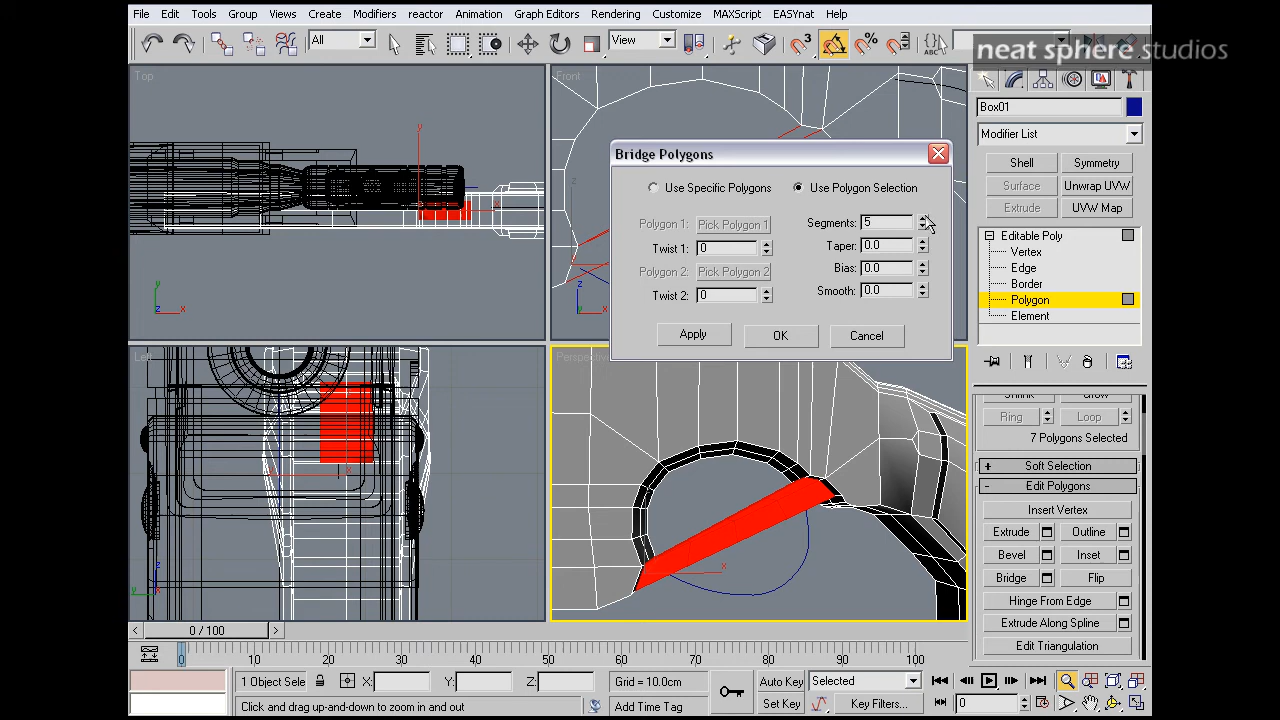 File Edit Tools Group Views Create Modifiers reactor Animation Graph Editors Rendering Customize MAXScript EASYnat Help
All View 3 % ABC
neat sphere studios
Top
Front
Left
Box01
Modifier List
Shell Symmetry
Surface Unwrap UVW
Extrude UV Map
Editable Poly
Vertex
Edge
Border
Polygon
Element
Bridge Polygons
Use Specific Polygons Use Polygon Selection
Polygon 1: Pick Polygon 1 Segments: 5
Twist 1: 0 Taper: 0.0
Polygon 2: Pick Polygon 2 Bias: 0.0
Twist 2: 0 Smooth: 0.0
Apply OK Cancel
Ring Loop
7 Polygons Selected
+ Soft Selection
- Edit Polygons
Insert Vertex
Extrude Outline
Bevel Inset
Bridge Flip
Hinge From Edge
Extrude Along Spline
Edit Triangulation
0 / 100
0 10 20 30 40 50 60 70 80 90 100
1 Object Sele X: Y: Z: Grid = 10.0cm Auto Key Selected
Click and drag up-and-down to zoom in and out Add Time Tag Set Key Key Filters... 0